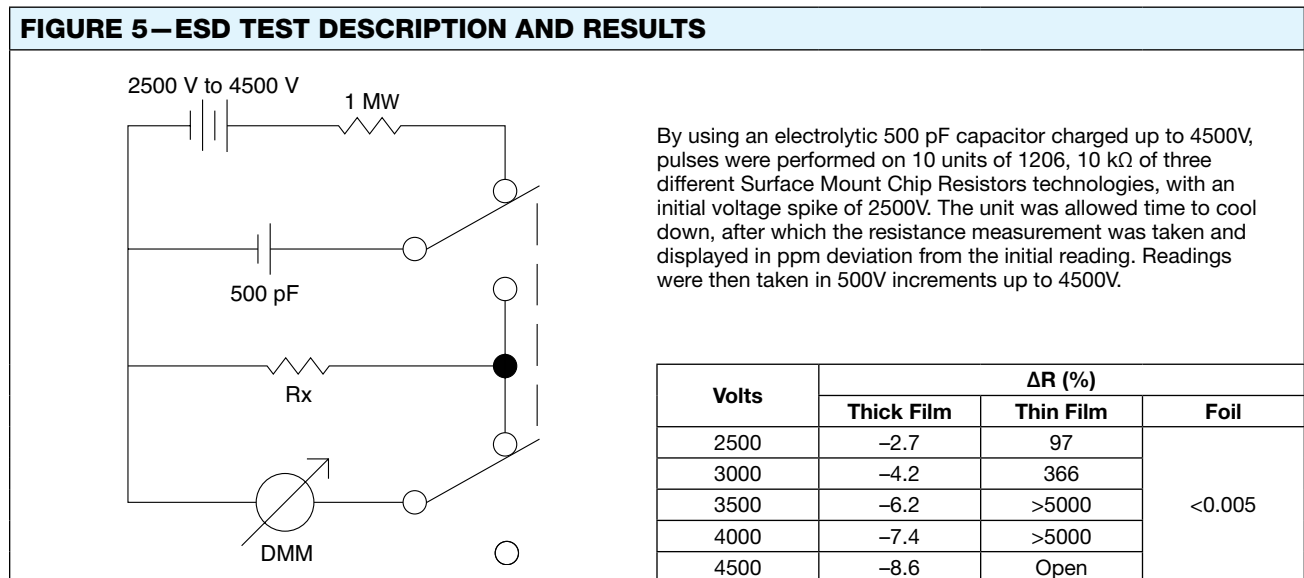 FIGURE 5—ESD TEST DESCRIPTION AND RESULTS
2500 V to 4500 V
1 MW
500 pF
Rx
DMM
By using an electrolytic 500 pF capacitor charged up to 4500V,
pulses were performed on 10 units of 1206, 10 kΩ of three
different Surface Mount Chip Resistors technologies, with an
initial voltage spike of 2500V. The unit was allowed time to cool
down, after which the resistance measurement was taken and
displayed in ppm deviation from the initial reading. Readings
were then taken in 500V increments up to 4500V.
Volts ΔR (%)
Thick Film Thin Film Foil
2500 –2.7 97
3000 –4.2 366
3500 –6.2 >5000 <0.005
4000 –7.4 >5000
4500 –8.6 Open